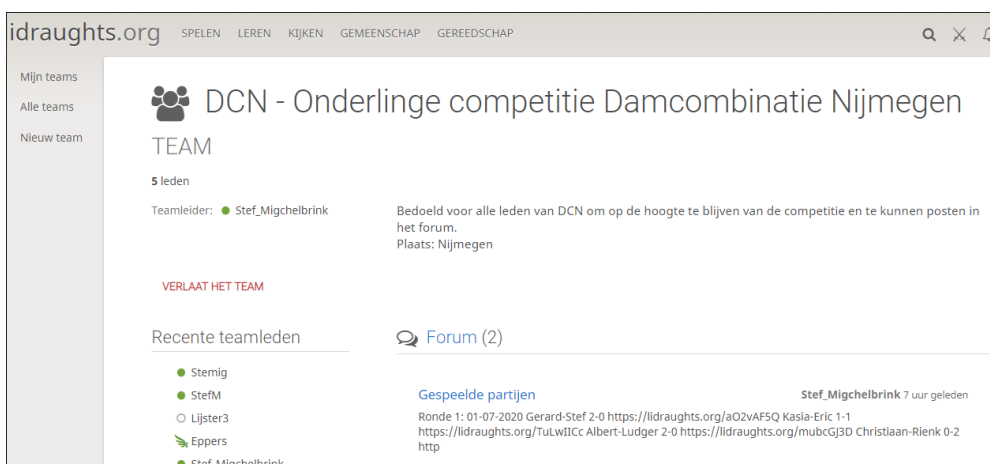 idraughts.org SPELEN LEREN KIJKEN GEMEENSCHAP GEREEDSCHAP
Mijn teams
Alle teams
Nieuw team
DCN - Onderlinge competitie Damcombinatie Nijmegen
TEAM
5 leden
Teamleider: Stef_Migchelbrink
Bedoeld voor alle leden van DCN om op de hoogte te blijven van de competitie en te kunnen posten in
het forum.
Plaats: Nijmegen
VERLAAT HET TEAM
Recente teamleden
Stemig
StefM
Lijster3
Eppers
Stef_Migchelbrink
Forum (2)
Gespeelde partijen Stef_Migchelbrink 7 uur geleden
Ronde 1: 01-07-2020 Gerard-Stef 2-0 https://lidraughts.org/aO2vAF5Q Kasia-Eric 1-1
https://lidraughts.org/TuLwIICc Albert-Ludger 2-0 https://lidraughts.org/mubcGJ3D Christiaan-Rienk 0-2
http